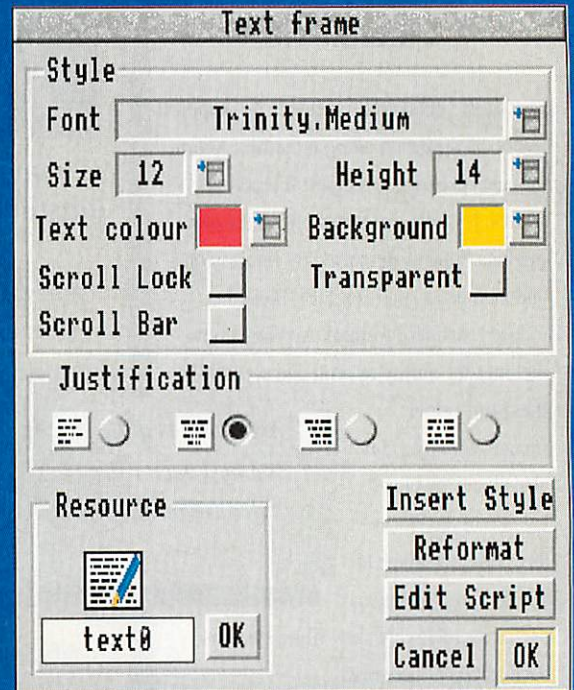 Text frame
Style
Font Trinity.Medium
Size 12 Height 14
Text colour Background
Scroll Lock Transparent
Scroll Bar
Justification
Resource
Insert Style
Reformat
Edit Script
text0 OK
Cancel OK